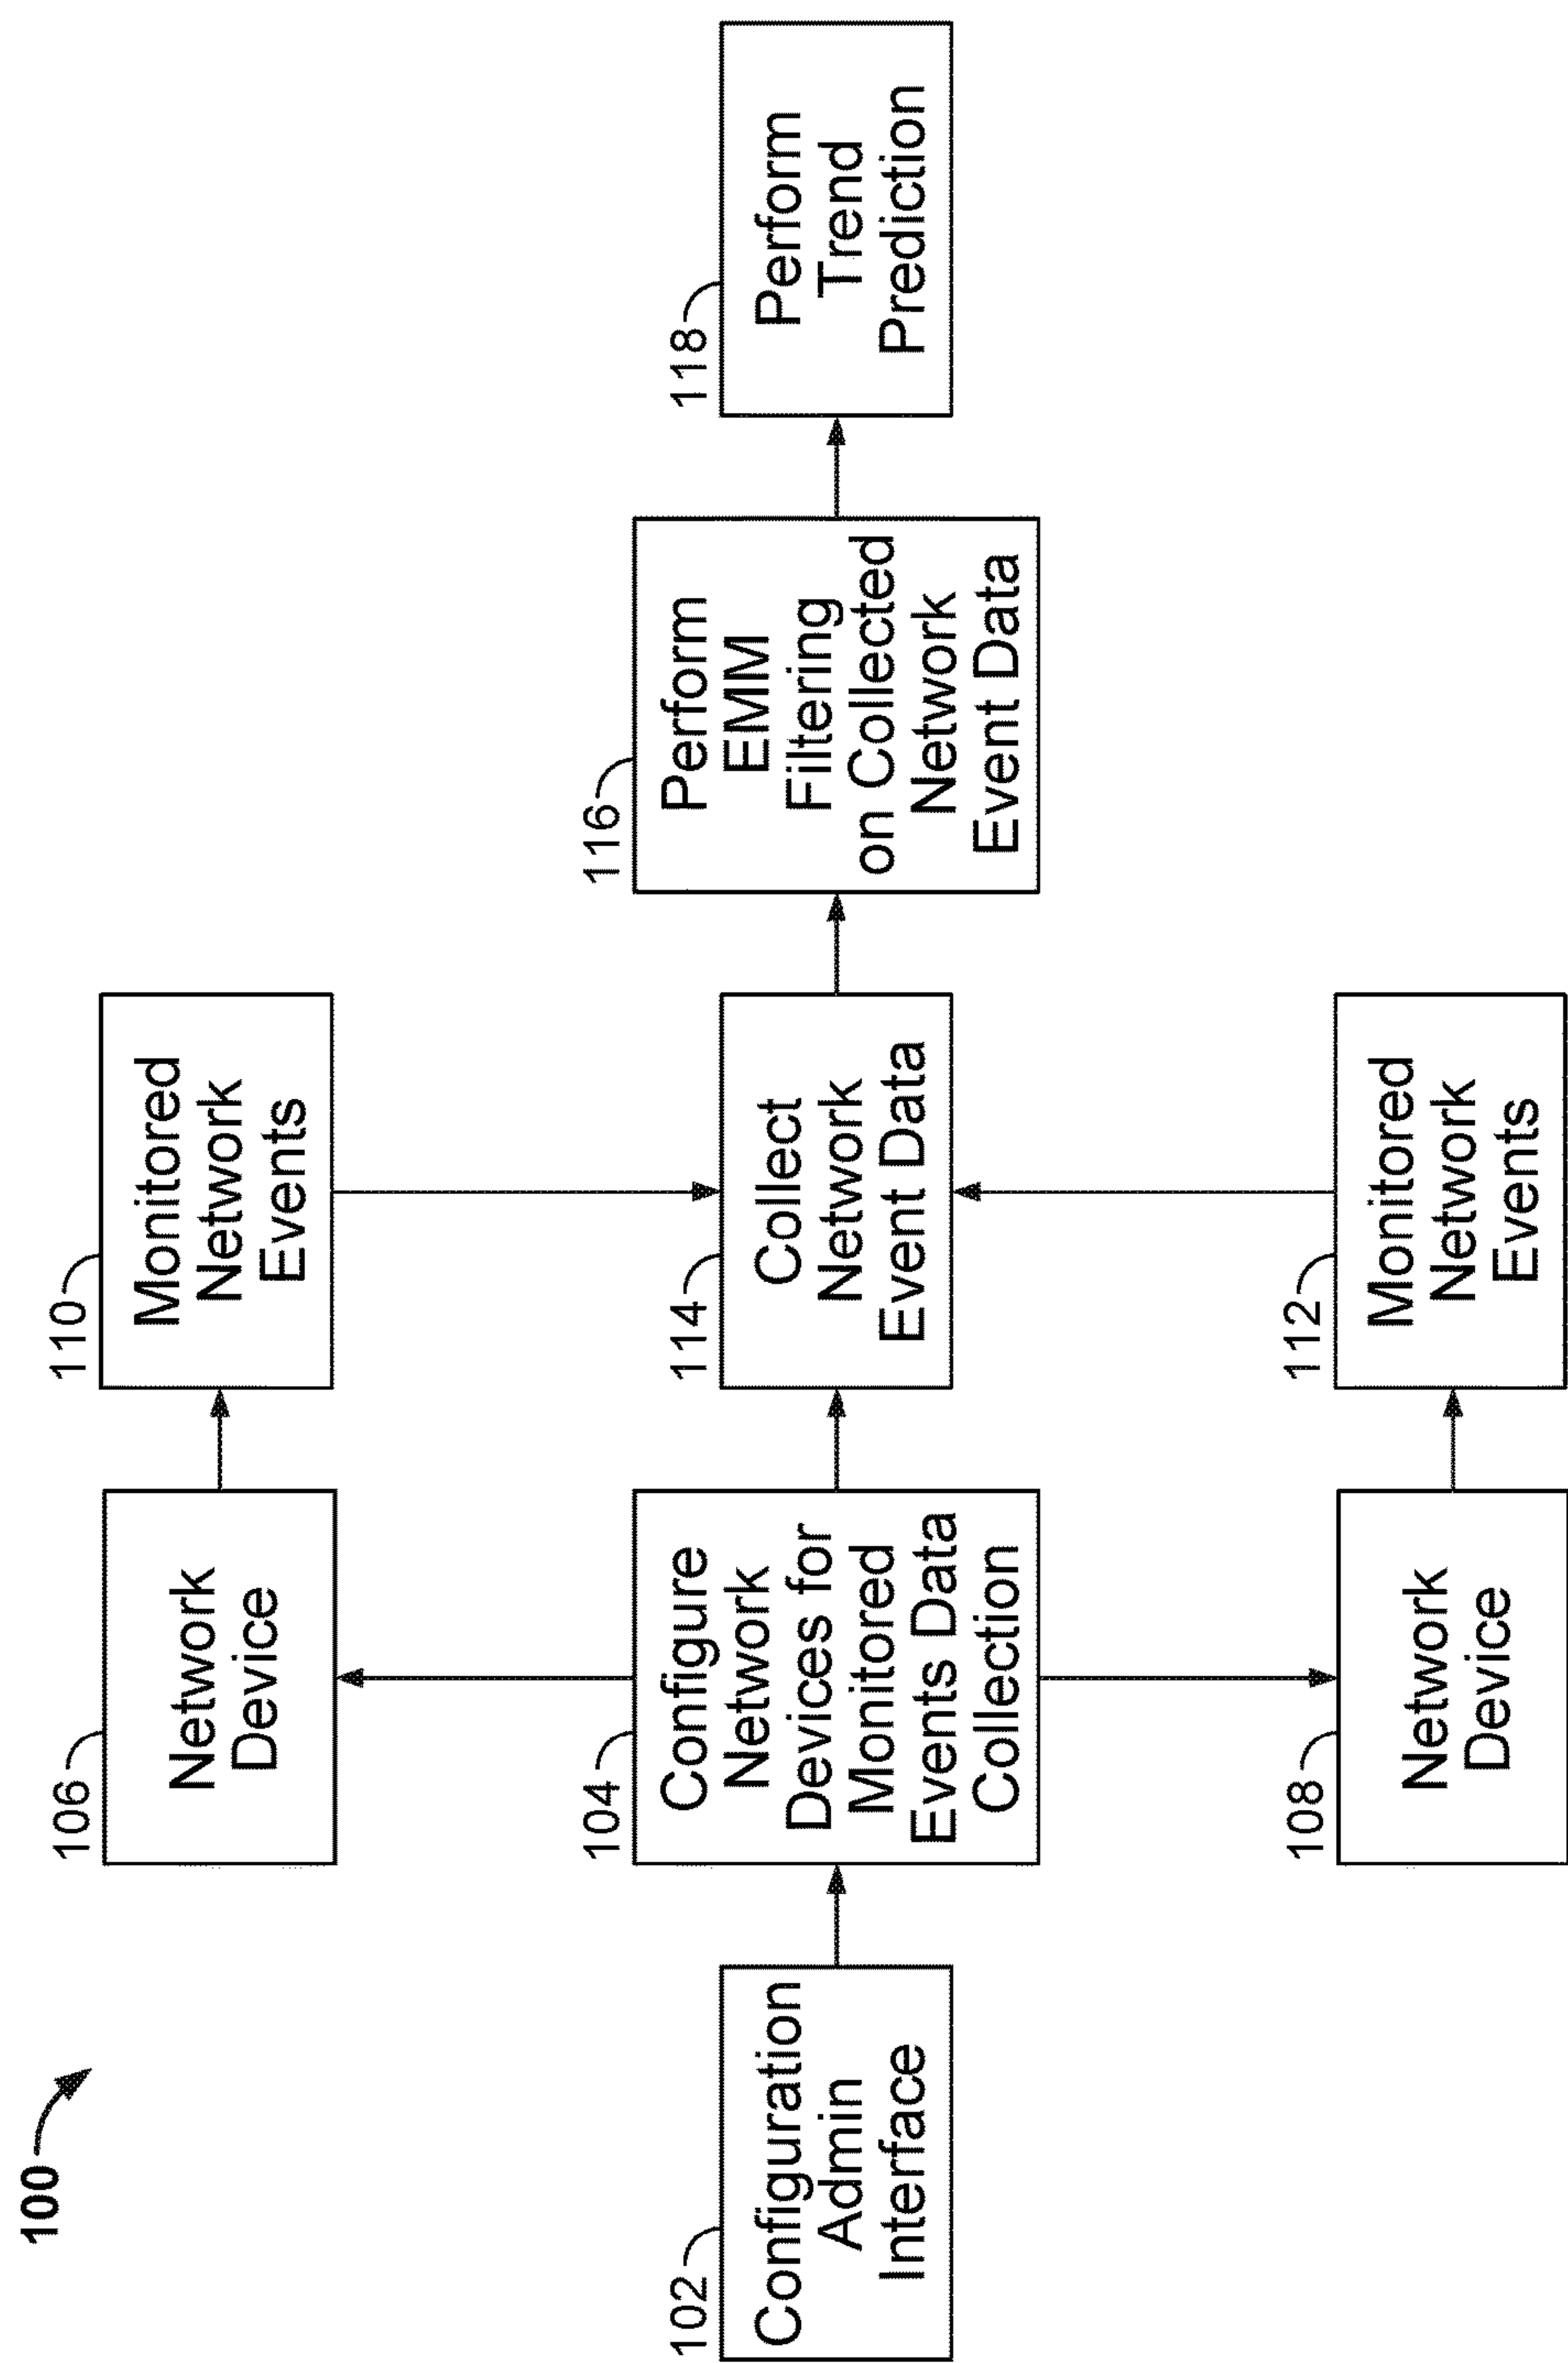 100
106
Network
Device
110
Monitored
Network
Events
102
Configuration
Admin
Interface
104
Configure
Network
Devices for
Monitored
Events Data
Collection
114
Collect
Network
Event Data
116
Perform
EMM
Filtering
on Collected
Network
Event Data
118
Perform
Trend
Prediction
108
Network
Device
112
Monitored
Network
Events